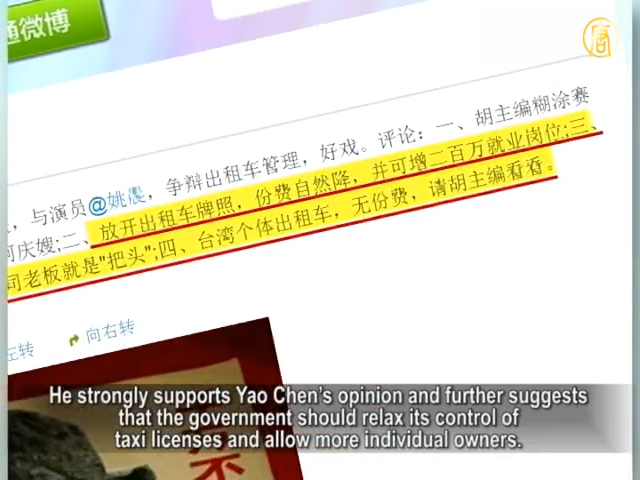 通微博
唐
，与演员@姚晨，争辩出租车管理，好戏。评论：一、胡主编糊涂赛
阿庆嫂;二、放开出租车牌照，份费自然降，并可增二百万就业岗位;三、
司老板就是"把头";四、台湾个体出租车，无份费，请胡主编看看。
左转 向右转
He strongly supports Yao Chen's opinion and further suggests
that the government should relax its control of
taxi licenses and allow more individual owners.